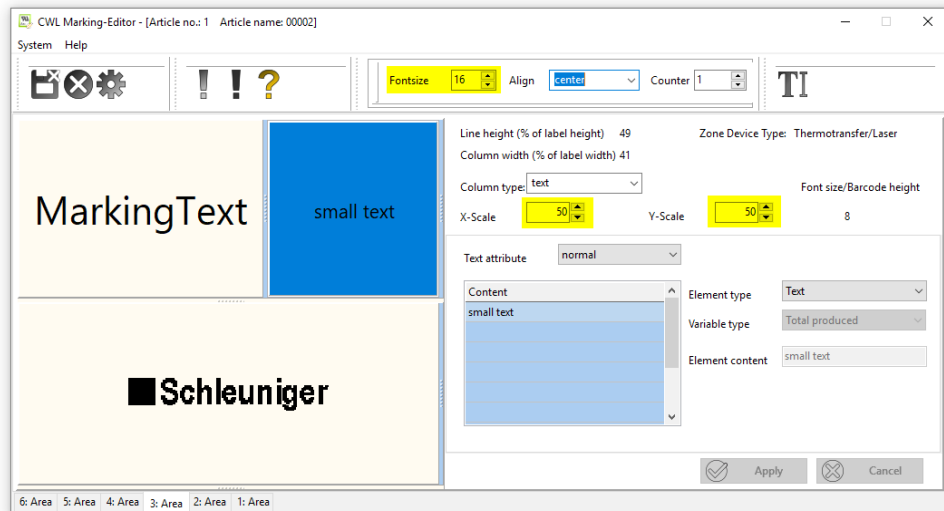 CWL Marking-Editor - [Article no.: 1 Article name: 00002]
System Help
Fontsize 16 Align center Counter 1
TI
Line height (% of label height) 49 Zone Device Type: Thermotransfer/Laser
Column width (% of label width) 41
Column type: text Font size/Barcode height
X-Scale 50 Y-Scale 50 8
MarkingText
small text
Text attribute normal
Content
small text
Element type Text
Variable type Total produced
Element content small text
Schleuniger
Apply Cancel
6: Area 5: Area 4: Area 3: Area 2: Area 1: Area